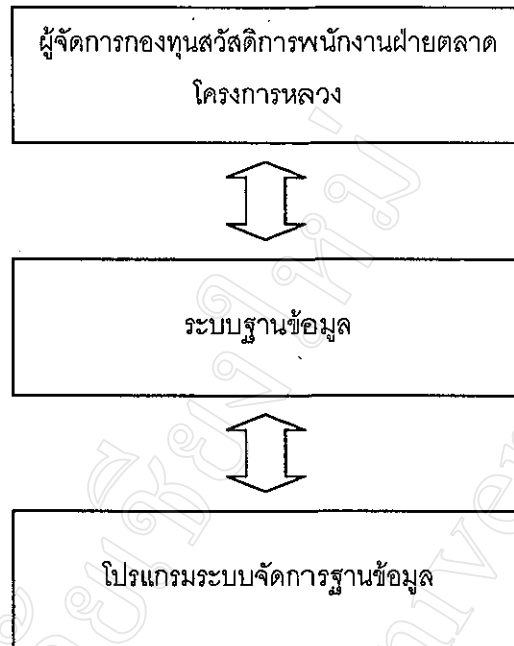 ผู้จัดการกองทุนสวัสดิการพนักงานฝ่ายตลาด
โครงการหลวง
ระบบฐานข้อมูล
โปรแกรมระบบจัดการฐานข้อมูล